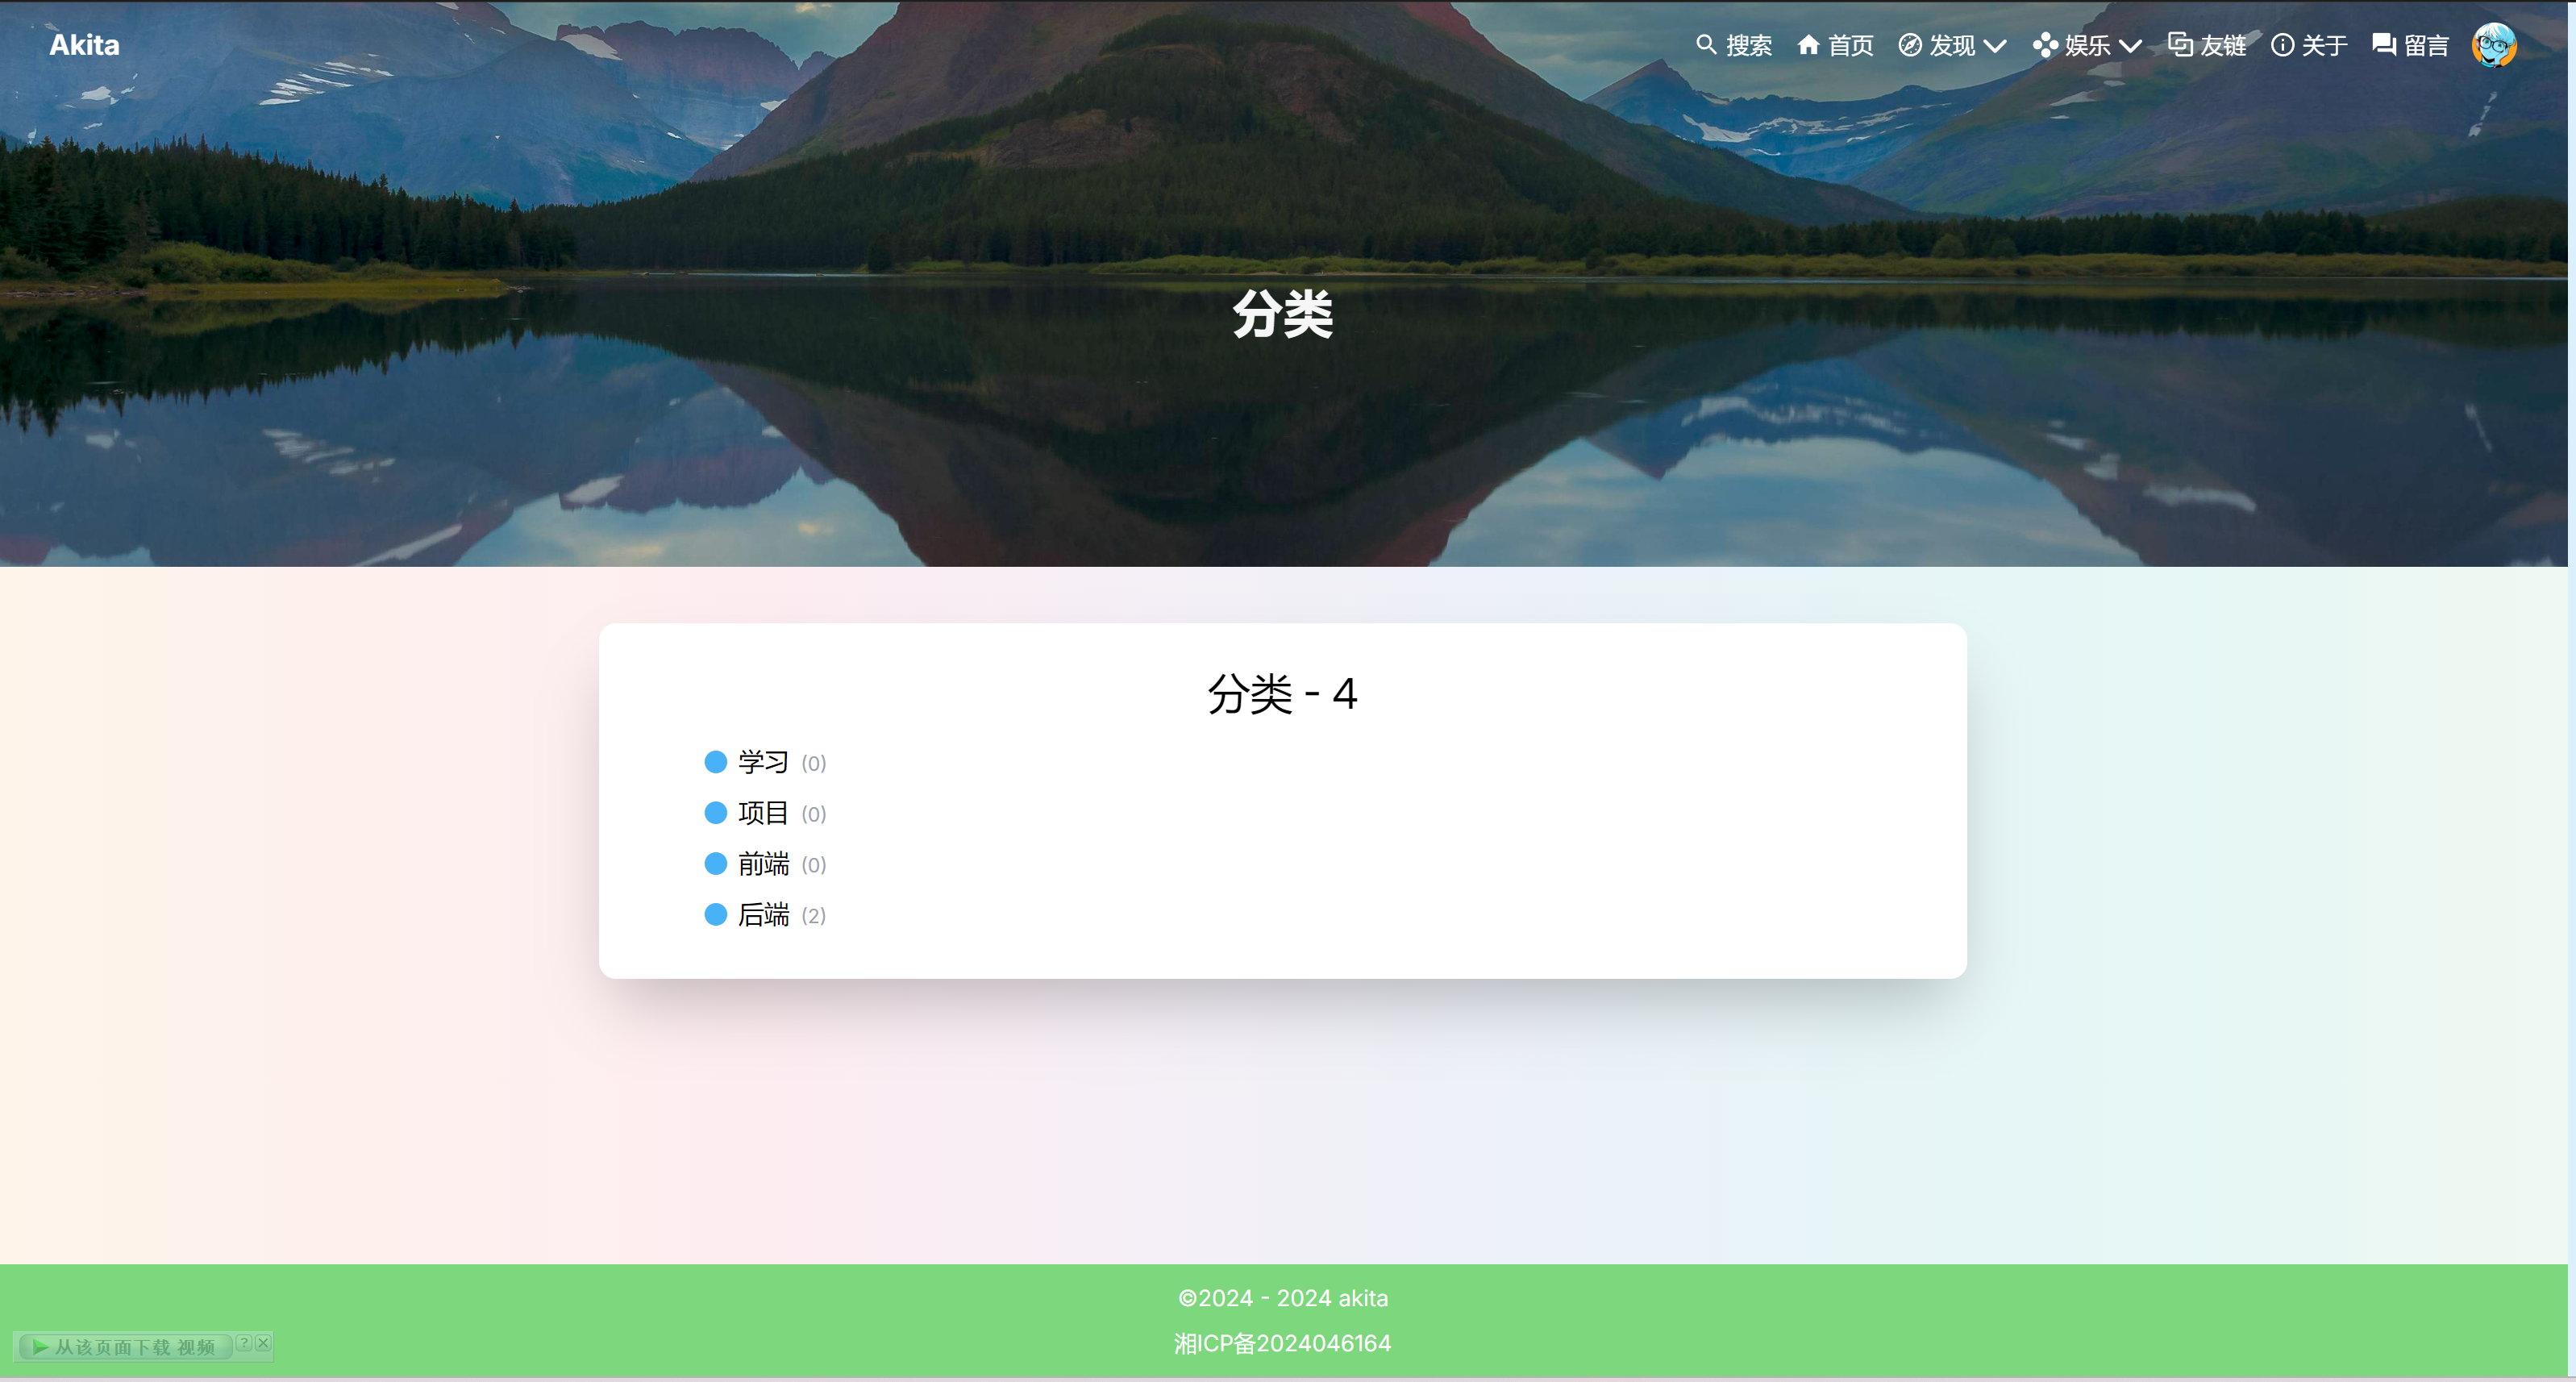 Akita
搜索 首页 发现 娱乐 友链 关于 留言
分类
分类 - 4
学习 (0)
项目 (0)
前端 (0)
后端 (2)
©2024 - 2024 akita
湘ICP备2024046164
从该页面下载 视频 ?